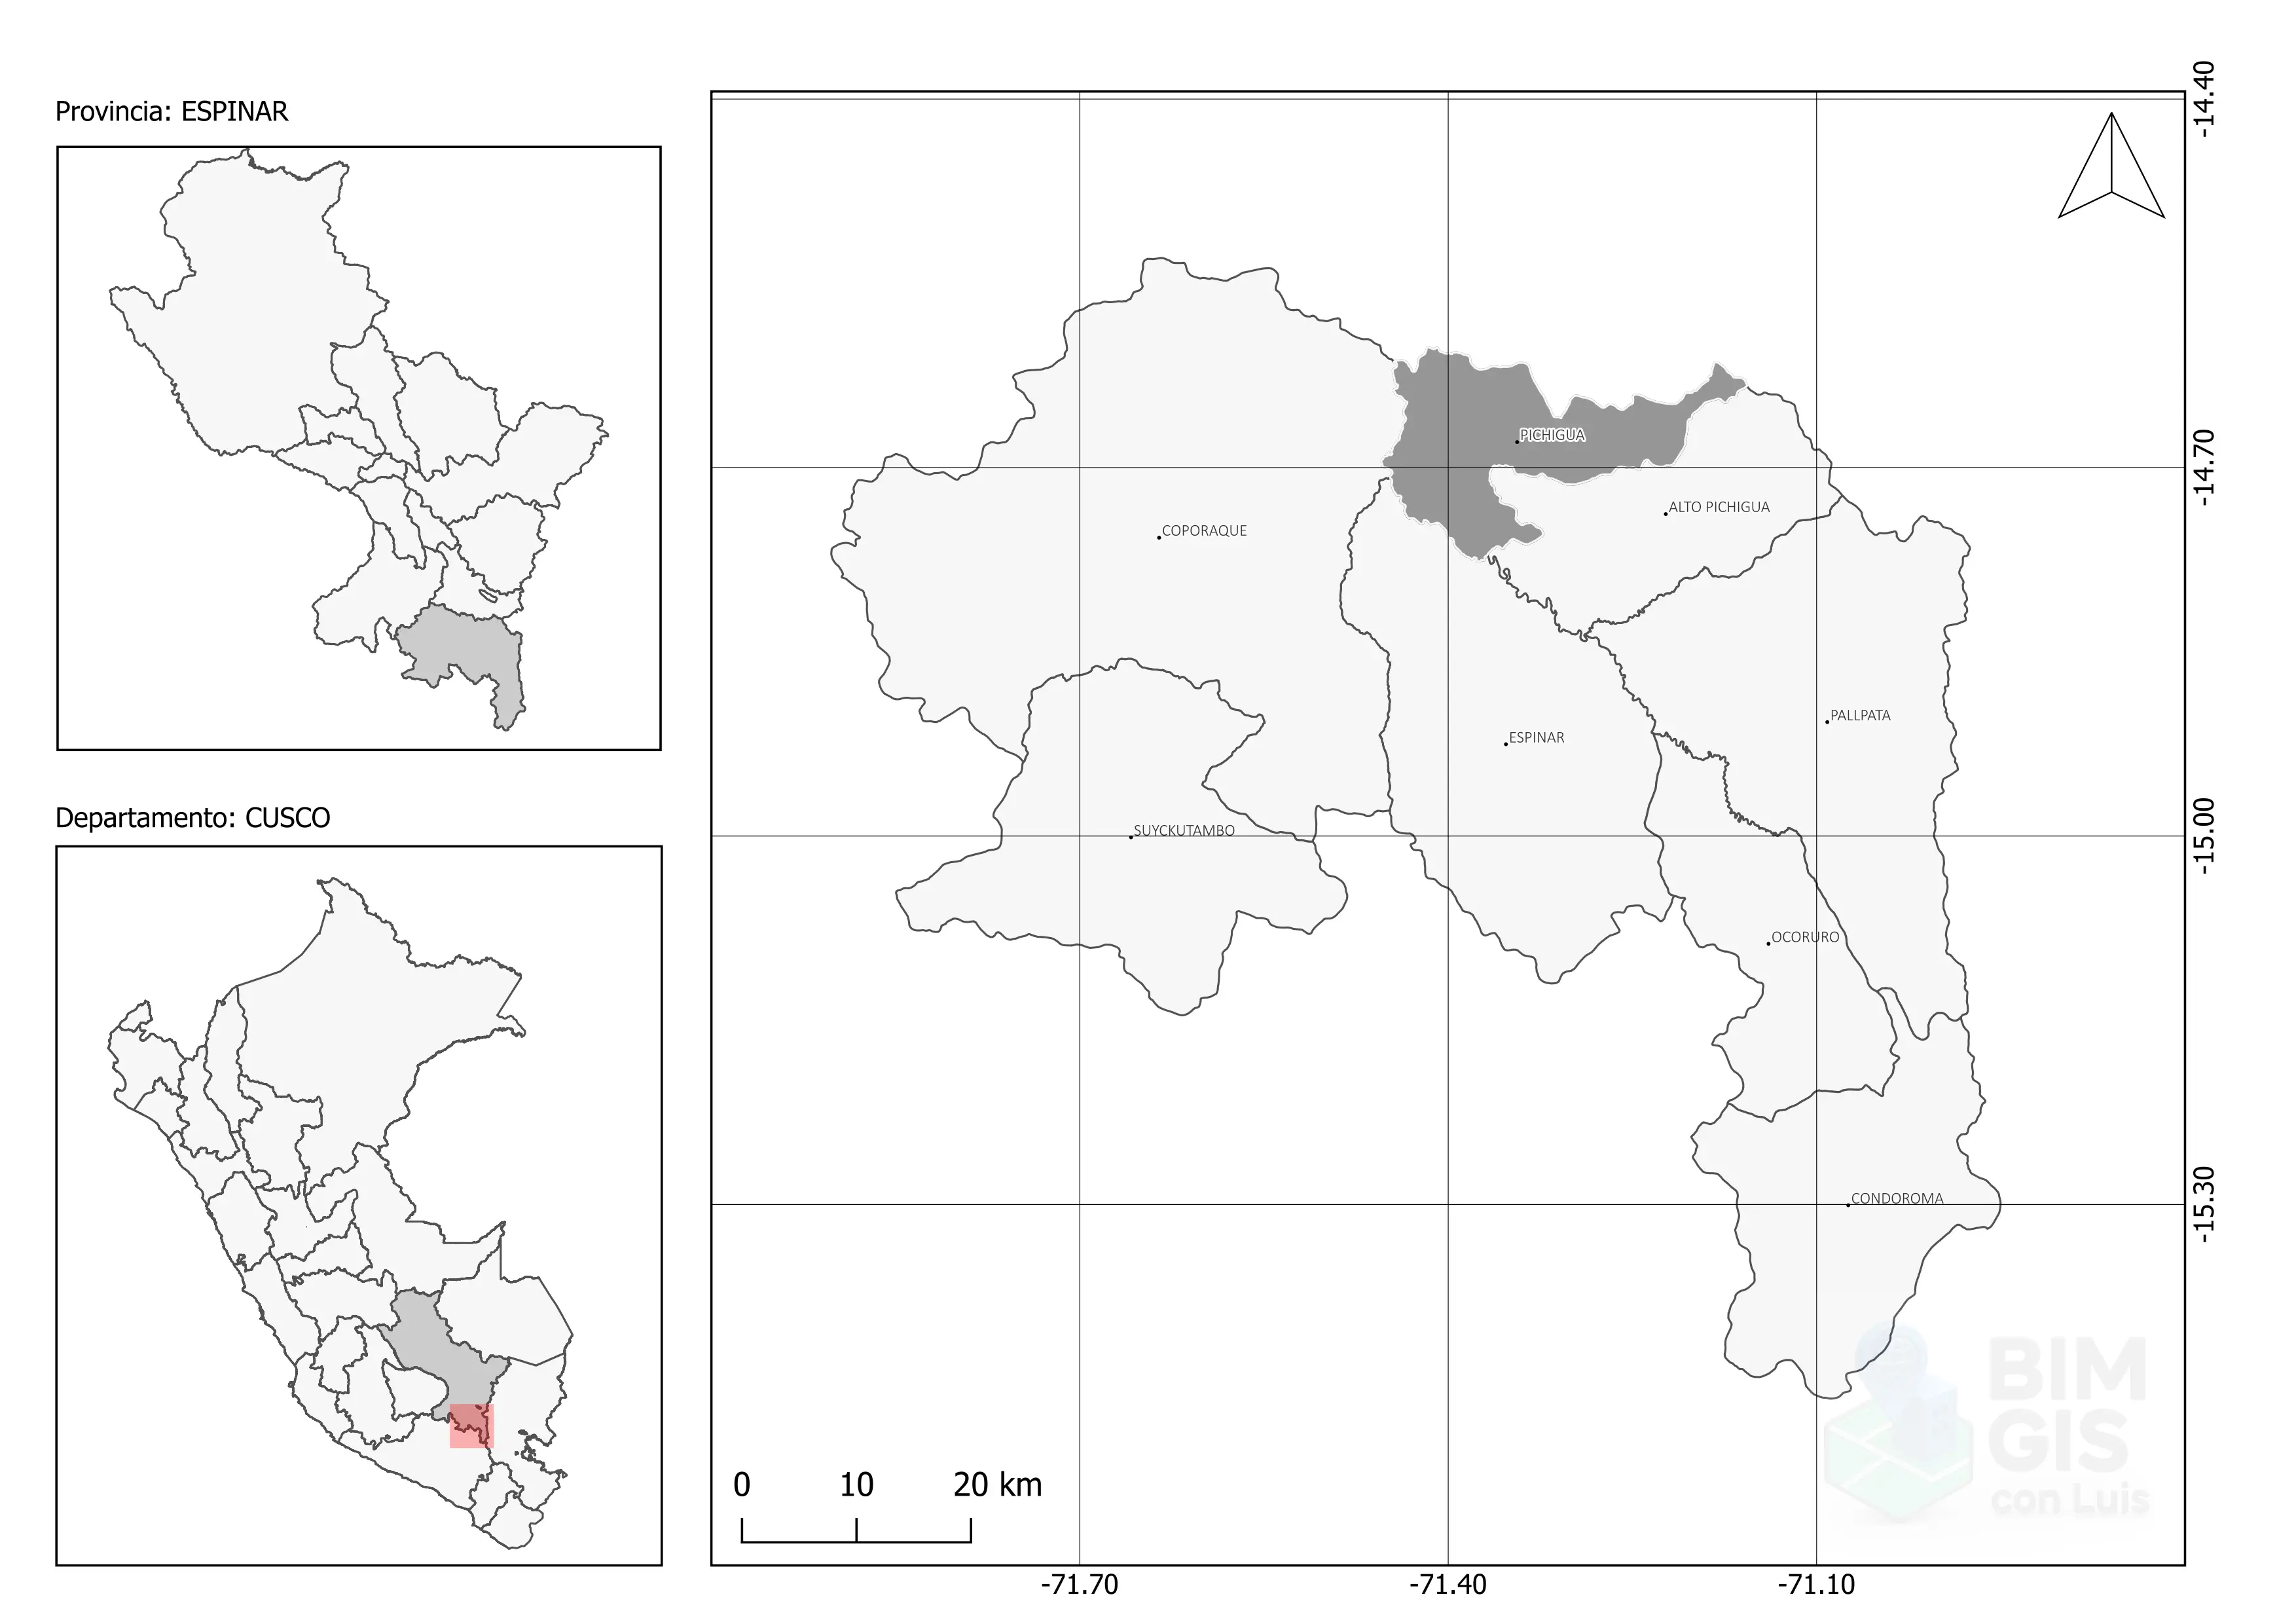 Provincia: ESPINAR
Departamento: CUSCO
PICHIGUA
ALTO PICHIGUA
COPORAQUE
PALLPATA
ESPINAR
SUYCKUTAMBO
OCORURO
CONDOROMA
-14.40
-14.70
-15.00
-15.30
0 10 20 km
-71.70 -71.40 -71.10
BIM
GIS
con Luis